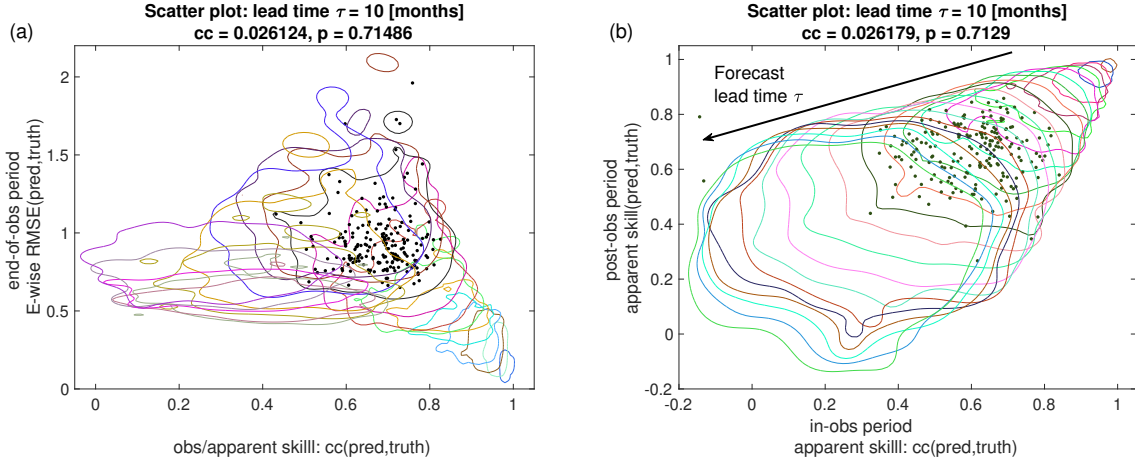 (a)
Scatter plot: lead time τ = 10 [months]
cc = 0.026124, p = 0.71486
end-of-obs period
E-wise RMSE(pred,truth)
2
1.5
1
0.5
0
0
0.2
0.4
0.6
0.8
1
obs/apparent skilll: cc(pred,truth)
(b)
Scatter plot: lead time τ = 10 [months]
cc = 0.026179, p = 0.7129
Forecast
lead time τ
post-obs period
apparent skill(pred,truth)
1
0.8
0.6
0.4
0.2
0
-0.2
-0.2
0
0.2
0.4
0.6
0.8
1
in-obs period
apparent skilll: cc(pred,truth)